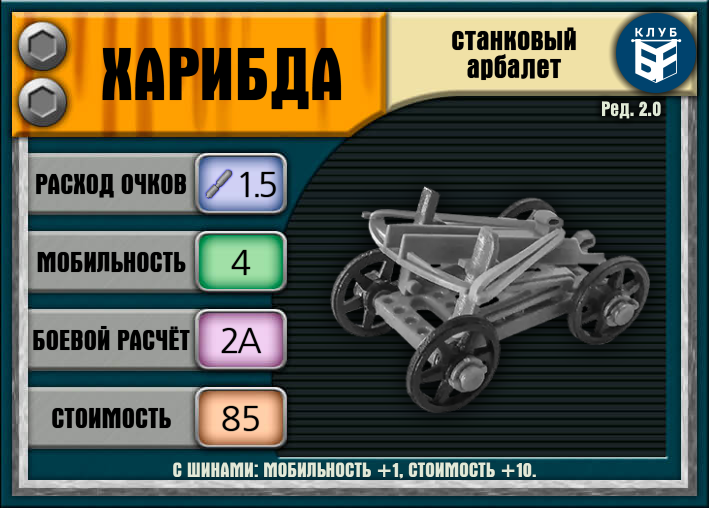 ХАРИБДА
СТАНКОВЫЙ
арбалет
КЛУБ
Ред. 2.0
РАСХОД ОЧКОВ 1.5
МОБИЛЬНОСТЬ 4
БОЕВОЙ РАСЧЁТ 2А
СТОИМОСТЬ 85
С ШИНАМИ: МОБИЛЬНОСТЬ +1, СТОИМОСТЬ +10.